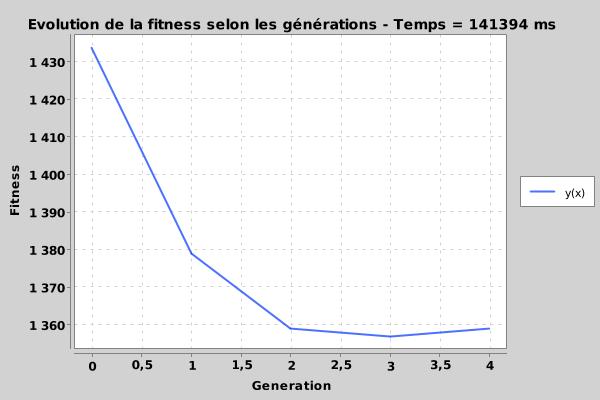 Evolution de la fitness selon les générations - Temps = 141394 ms
Fitness
1 430
1 420
1 410
1 400
1 390
1 380
1 370
1 360
0 0,5 1 1,5 2 2,5 3 3,5 4
Generation
y(x)